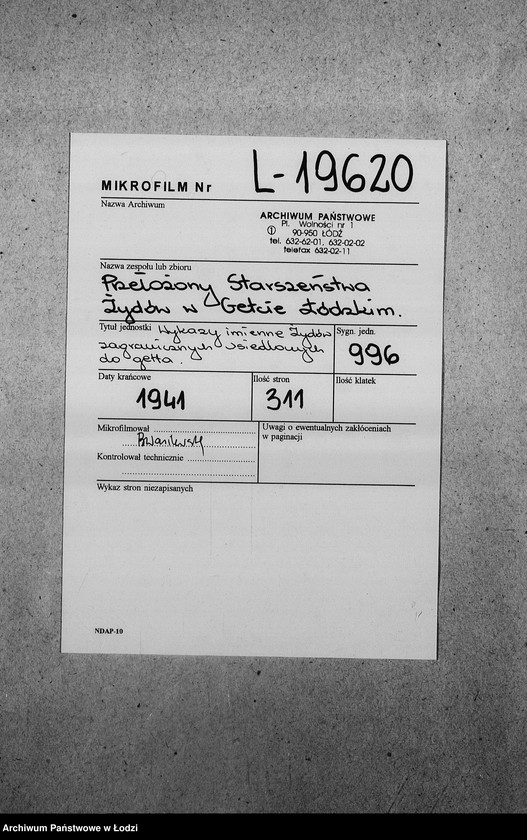 MIKROFILM Nr L-19620
Nazwa Archiwum
ARCHIWUM PAŃSTWOWE
Pl. Wolności nr 1
① 90-950 ŁÓDŹ
tel. 632-62-01, 632-02-02
telefax 632-02-11
Nazwa zespołu lub zbioru
Przełożony Starszeństwa
Żydów w Getcie Łódzkim.
Tytuł jednostki Wykazy imienne Żydów
zagranicznych wsiedlonych
do getta.
Sygn. jedn.
996
Daty krańcowe
1941
Ilość stron
311
Ilość klatek
Mikrofilmował
Kontrolował technicznie
Uwagi o ewentualnych zakłóceniach
w paginacji
Wykaz stron niezapisanych
NDAP-10
Archiwum Państwowe w Łodzi